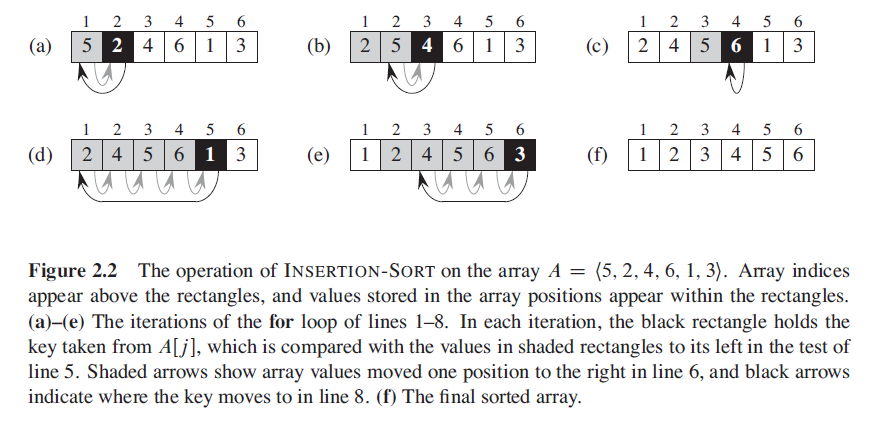 1 2 3 4 5 6 1 2 3 4 5 6 1 2 3 4 5 6
(a) 5 2 4 6 1 3 (b) 2 5 4 6 1 3 (c) 2 4 5 6 1 3
1 2 3 4 5 6 1 2 3 4 5 6 1 2 3 4 5 6
(d) 2 4 5 6 1 3 (e) 1 2 4 5 6 3 (f) 1 2 3 4 5 6
Figure 2.2 The operation of INSERTION-SORT on the array A = ⟨5, 2, 4, 6, 1, 3⟩. Array indices
appear above the rectangles, and values stored in the array positions appear within the rectangles.
(a)–(e) The iterations of the for loop of lines 1–8. In each iteration, the black rectangle holds the
key taken from A[j], which is compared with the values in shaded rectangles to its left in the test of
line 5. Shaded arrows show array values moved one position to the right in line 6, and black arrows
indicate where the key moves to in line 8. (f) The final sorted array.